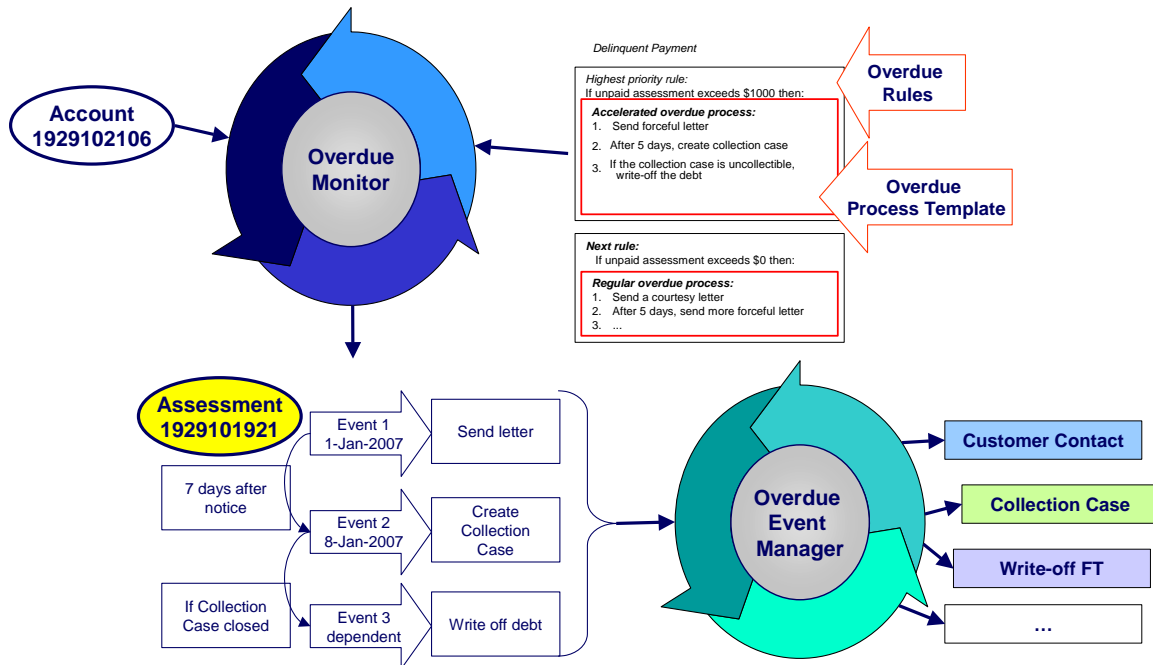 Delinquent Payment
Account
1929102106
Overdue
Monitor
Highest priority rule:
If unpaid assessment exceeds $1000 then:
Accelerated overdue process:
1. Send forceful letter
2. After 5 days, create collection case
3. If the collection case is uncollectible,
write-off the debt
Overdue
Rules
Overdue
Process Template
Next rule:
If unpaid assessment exceeds $0 then:
Regular overdue process:
1. Send a courtesy letter
2. After 5 days, send more forceful letter
3. ...
Assessment
1929101921
Event 1
1-Jan-2007
Send letter
7 days after
notice
Event 2
8-Jan-2007
Create
Collection
Case
If Collection
Case closed
Event 3
dependent
Write off debt
Overdue
Event
Manager
Customer Contact
Collection Case
Write-off FT
...